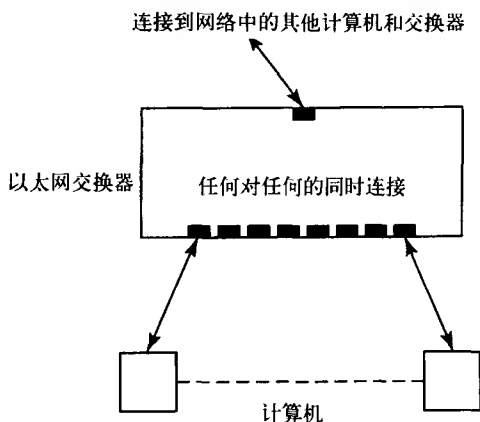 连接到网络中的其他计算机和交换器
以太网交换器
任何对任何的同时连接
计算机